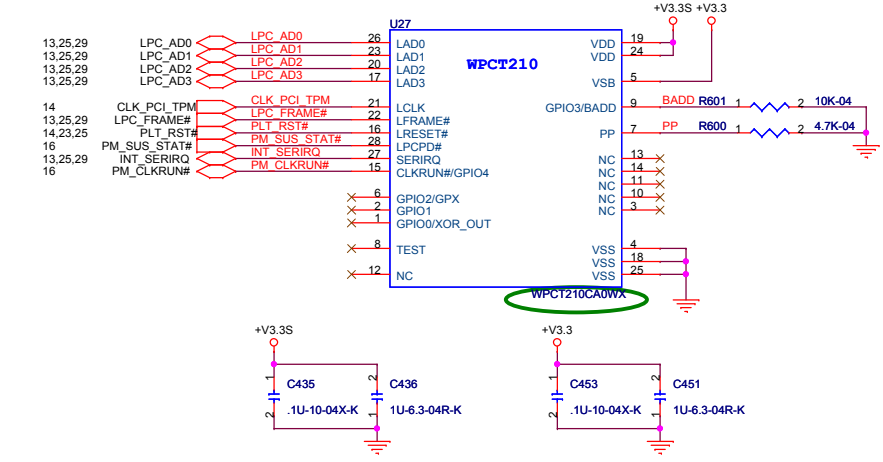 +V3.3S +V3.3
U27
WPCT210
13,25,29 LPC_AD0 LPC_AD0 26 LAD0 VDD 19
13,25,29 LPC_AD1 LPC_AD1 23 LAD1 VDD 24
13,25,29 LPC_AD2 LPC_AD2 20 LAD2
13,25,29 LPC_AD3 LPC_AD3 17 LAD3 VSB 5
14 CLK_PCI_TPM CLK_PCI_TPM 21 LCLK GPIO3/BADD 9 BADD R601 1 2 10K-04
13,25,29 LPC_FRAME# LPC_FRAME# 22 LFRAME#
14,23,25 PLT_RST# PLT_RST# 16 LRESET# PP 7 PP R600 1 2 4.7K-04
16 PM_SUS_STAT# PM_SUS_STAT# 28 LPCPD#
13,25,29 INT_SERIRQ INT_SERIRQ 27 SERIRQ NC 13
16 PM_CLKRUN# PM_CLKRUN# 15 CLKRUN#/GPIO4 NC 14
NC 11
6 GPIO2/GPX NC 10
2 GPIO1 NC 3
1 GPIO0/XOR_OUT
8 TEST VSS 4
VSS 18
12 NC VSS 25
WPCT210CA0WX
+V3.3S +V3.3
1 C435 2 2 C436 1 1 C453 2 2 C451 1
.1U-10-04X-K 1U-6.3-04R-K .1U-10-04X-K 1U-6.3-04R-K